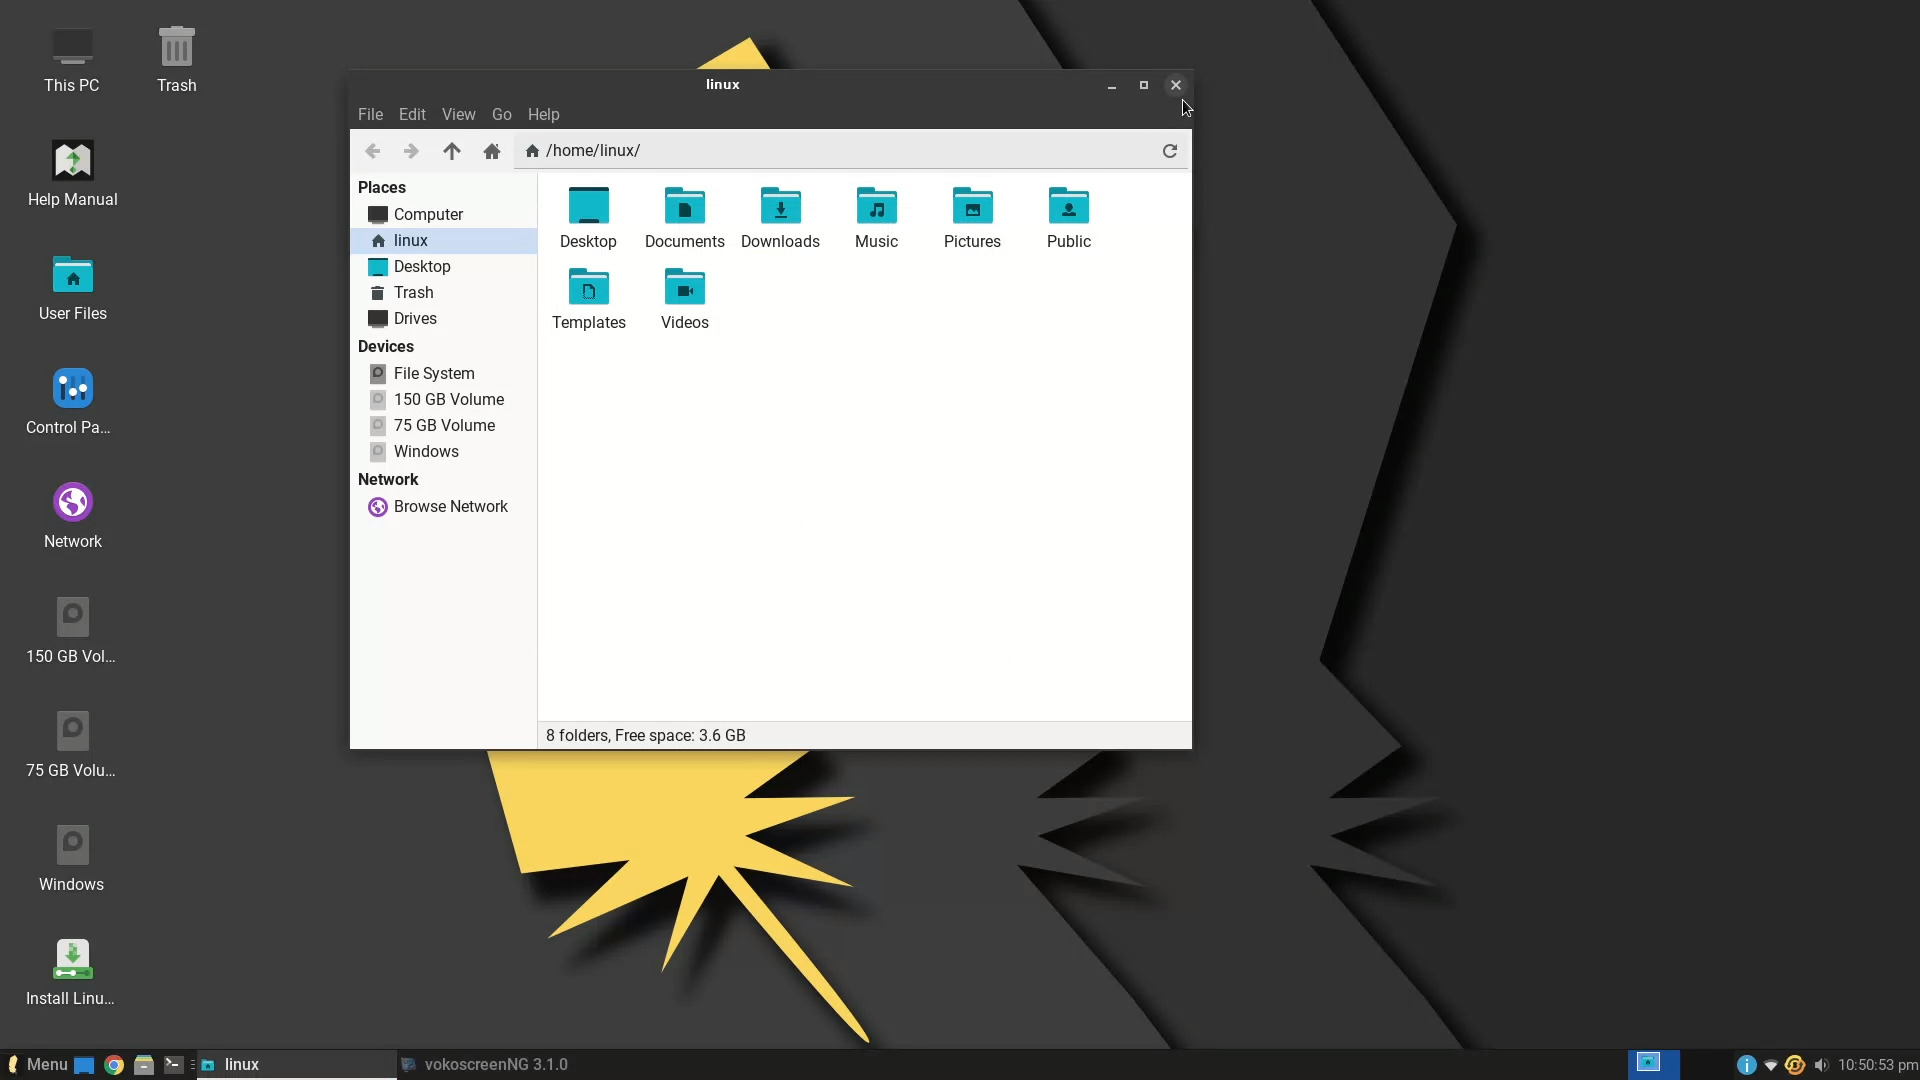 This PC
Trash
Help Manual
User Files
Control Pa...
Network
150 GB Vol...
75 GB Volu...
Windows
Install Linu...
linux
File Edit View Go Help
/home/linux/
Places
Computer
linux
Desktop
Trash
Drives
Devices
File System
150 GB Volume
75 GB Volume
Windows
Network
Browse Network
Desktop Documents Downloads Music Pictures Public
Templates Videos
8 folders, Free space: 3.6 GB
Menu linux vokoscreenNG 3.1.0 10:50:53 pm